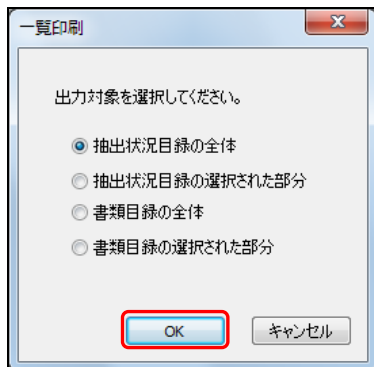 一覧印刷
出力対象を選択してください。
抽出状況目録の全体
抽出状況目録の選択された部分
書類目録の全体
書類目録の選択された部分
OK キャンセル